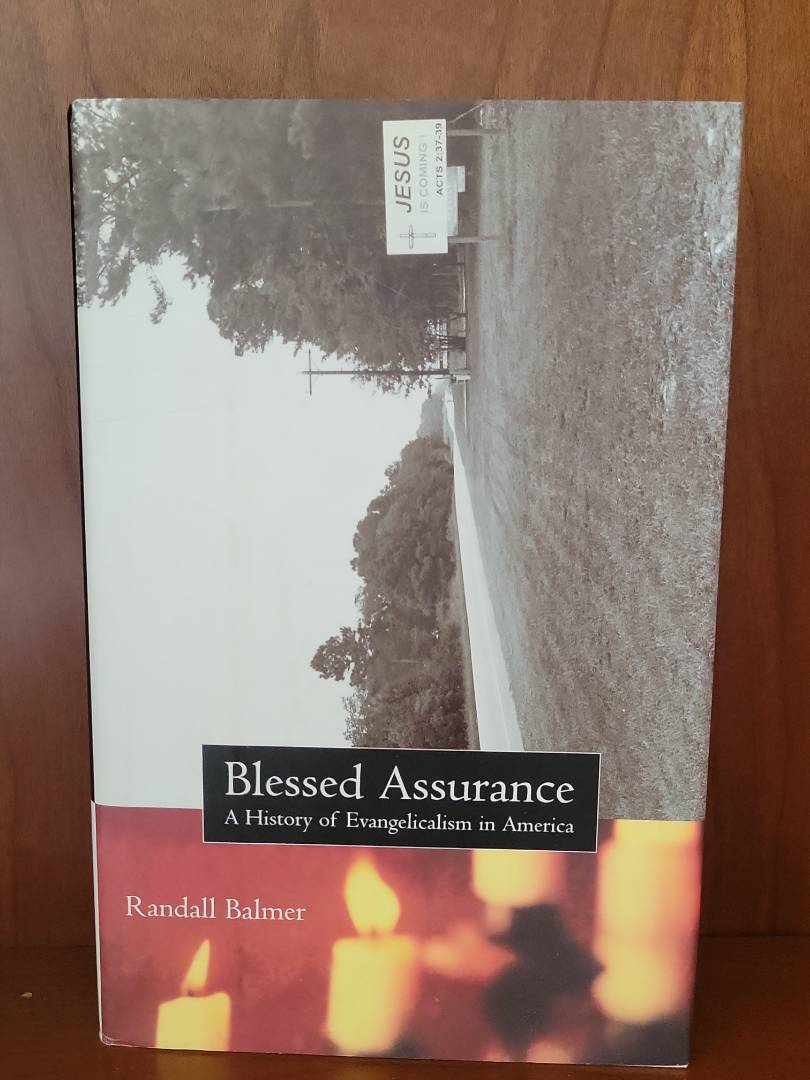 JESUS
IS COMING!
ACTS 2:37-39
Blessed Assurance
A History of Evangelicalism in America
Randall Balmer